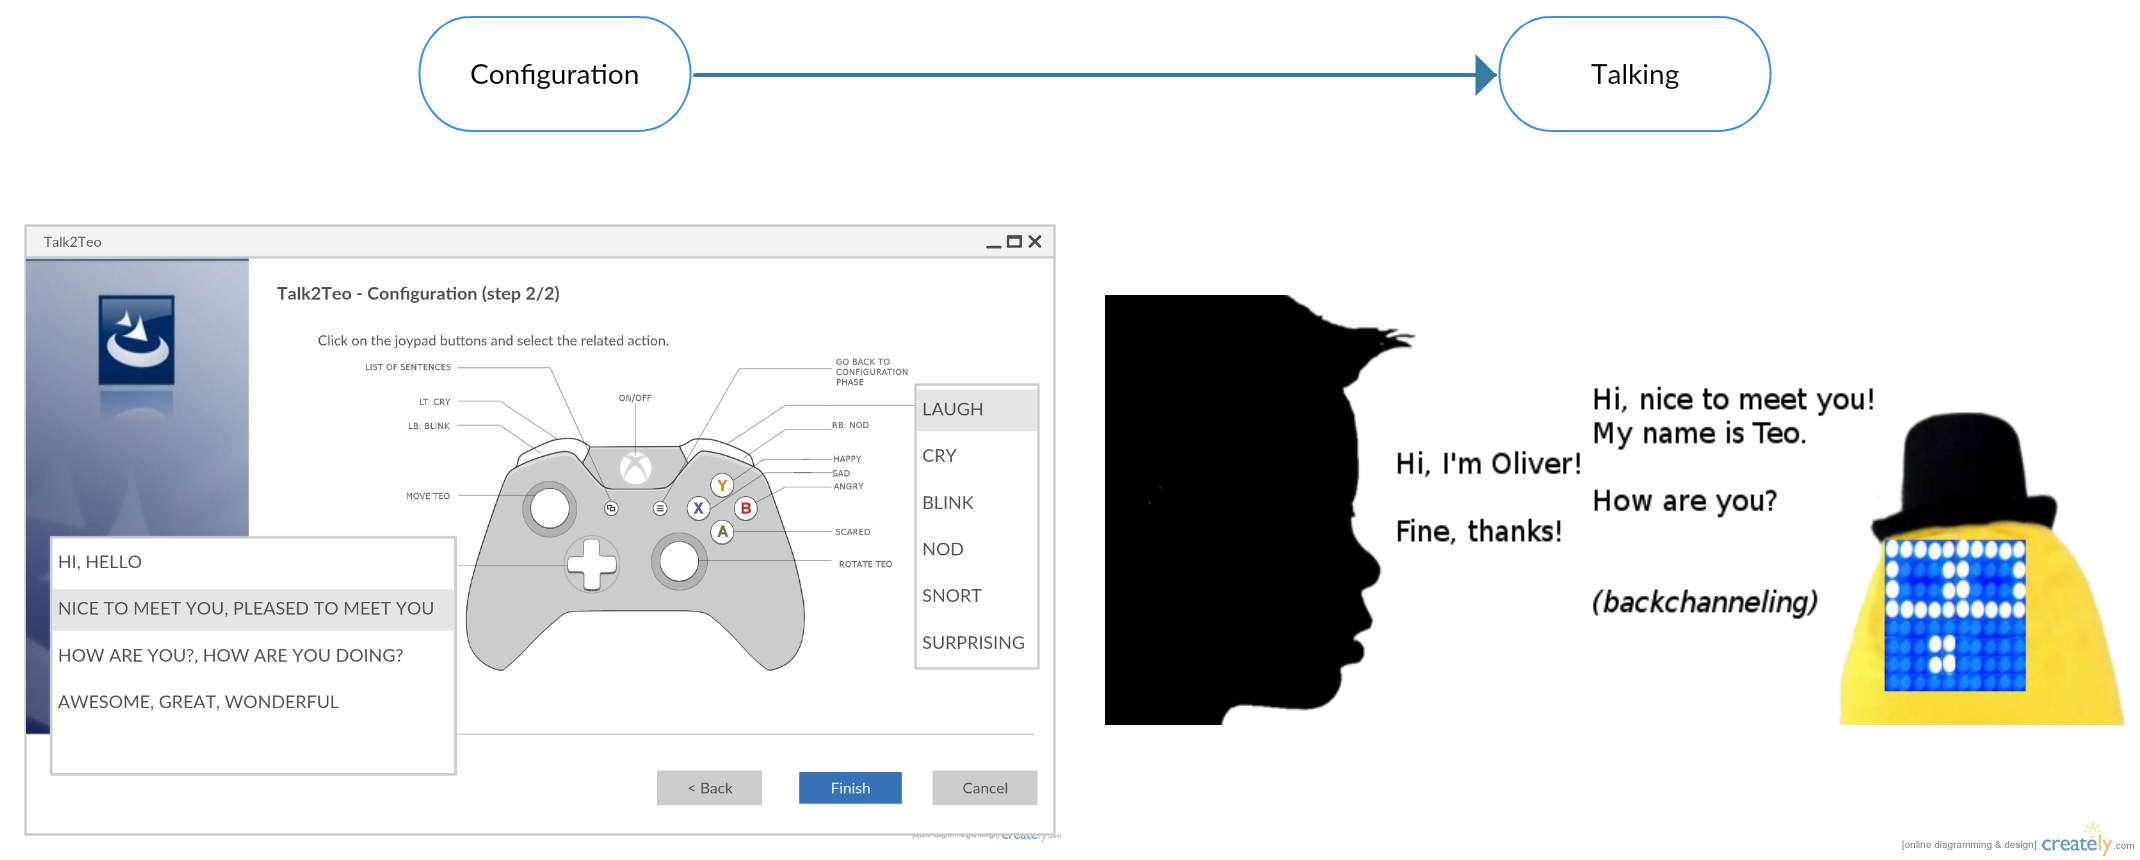 Configuration
Talking
Talk2Teo
Talk2Teo - Configuration (step 2/2)
Click on the joypad buttons and select the related action.
LIST OF SENTENCES
LT: CRY
LB: BLINK
MOVE TEO
ON/OFF
GO BACK TO
CONFIGURATION
PHASE
RB: NOD
HAPPY
SAD
ANGRY
SCARED
ROTATE TEO
Y
X
B
A
LAUGH
CRY
BLINK
NOD
SNORT
SURPRISING
HI, HELLO
NICE TO MEET YOU, PLEASED TO MEET YOU
HOW ARE YOU?, HOW ARE YOU DOING?
AWESOME, GREAT, WONDERFUL
< Back
Finish
Cancel
Hi, nice to meet you!
My name is Teo.
Hi, I'm Oliver!
How are you?
Fine, thanks!
(backchanneling)
[online diagramming & design] creately.com